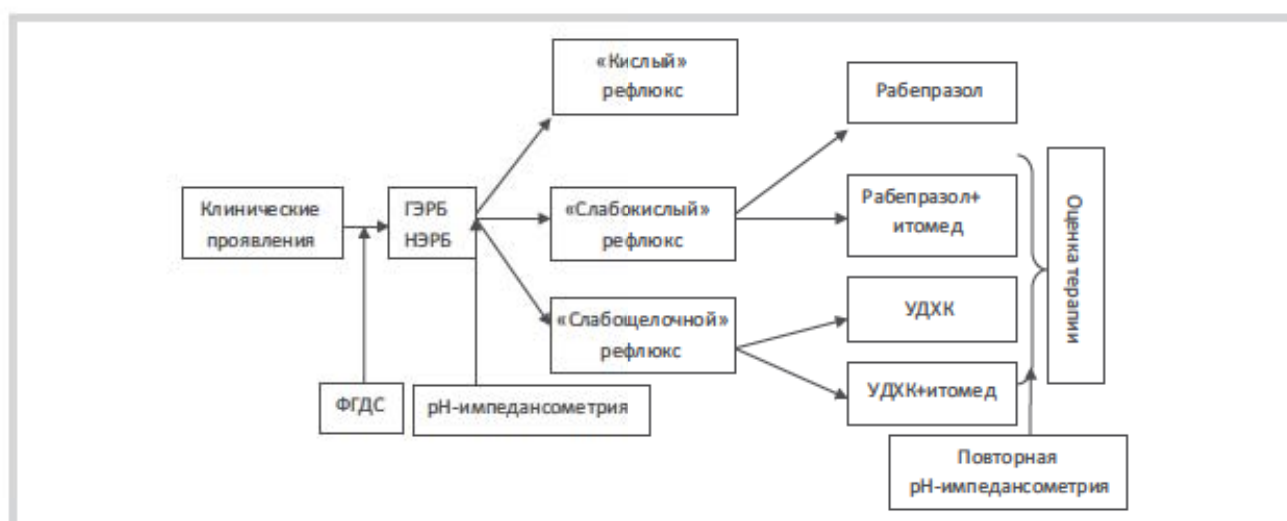 «Кислый»
рефлюкс
Рабепразол
Клинические
проявления
ГЭРБ
НЭРБ
«Слабокислый»
рефлюкс
Рабепразол+
итомед
Оценка терапии
«Слабощелочной»
рефлюкс
УДХК
УДХК+итомед
ФГДС
рН-импедансометрия
Повторная
рН-импедансометрия